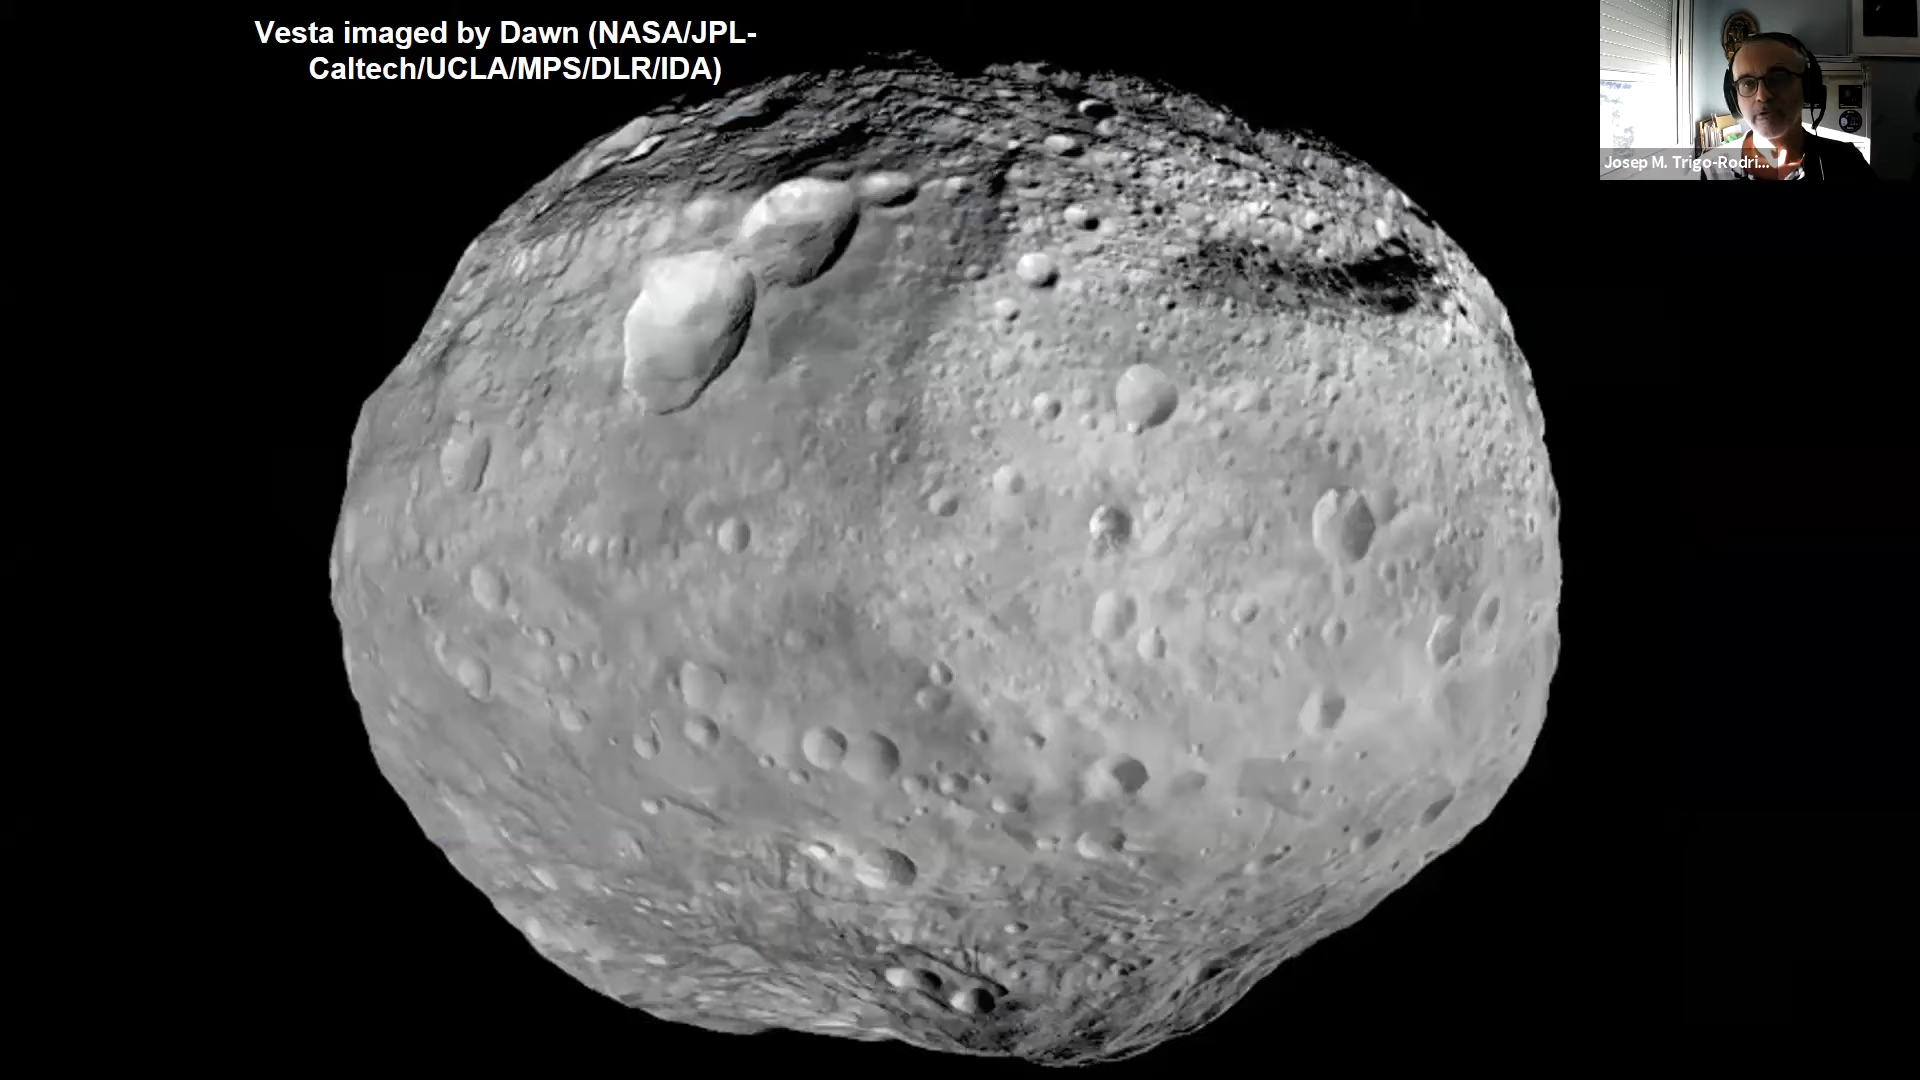 Vesta imaged by Dawn (NASA/JPL-
Caltech/UCLA/MPS/DLR/IDA)
Josep M. Trigo-Rodri...